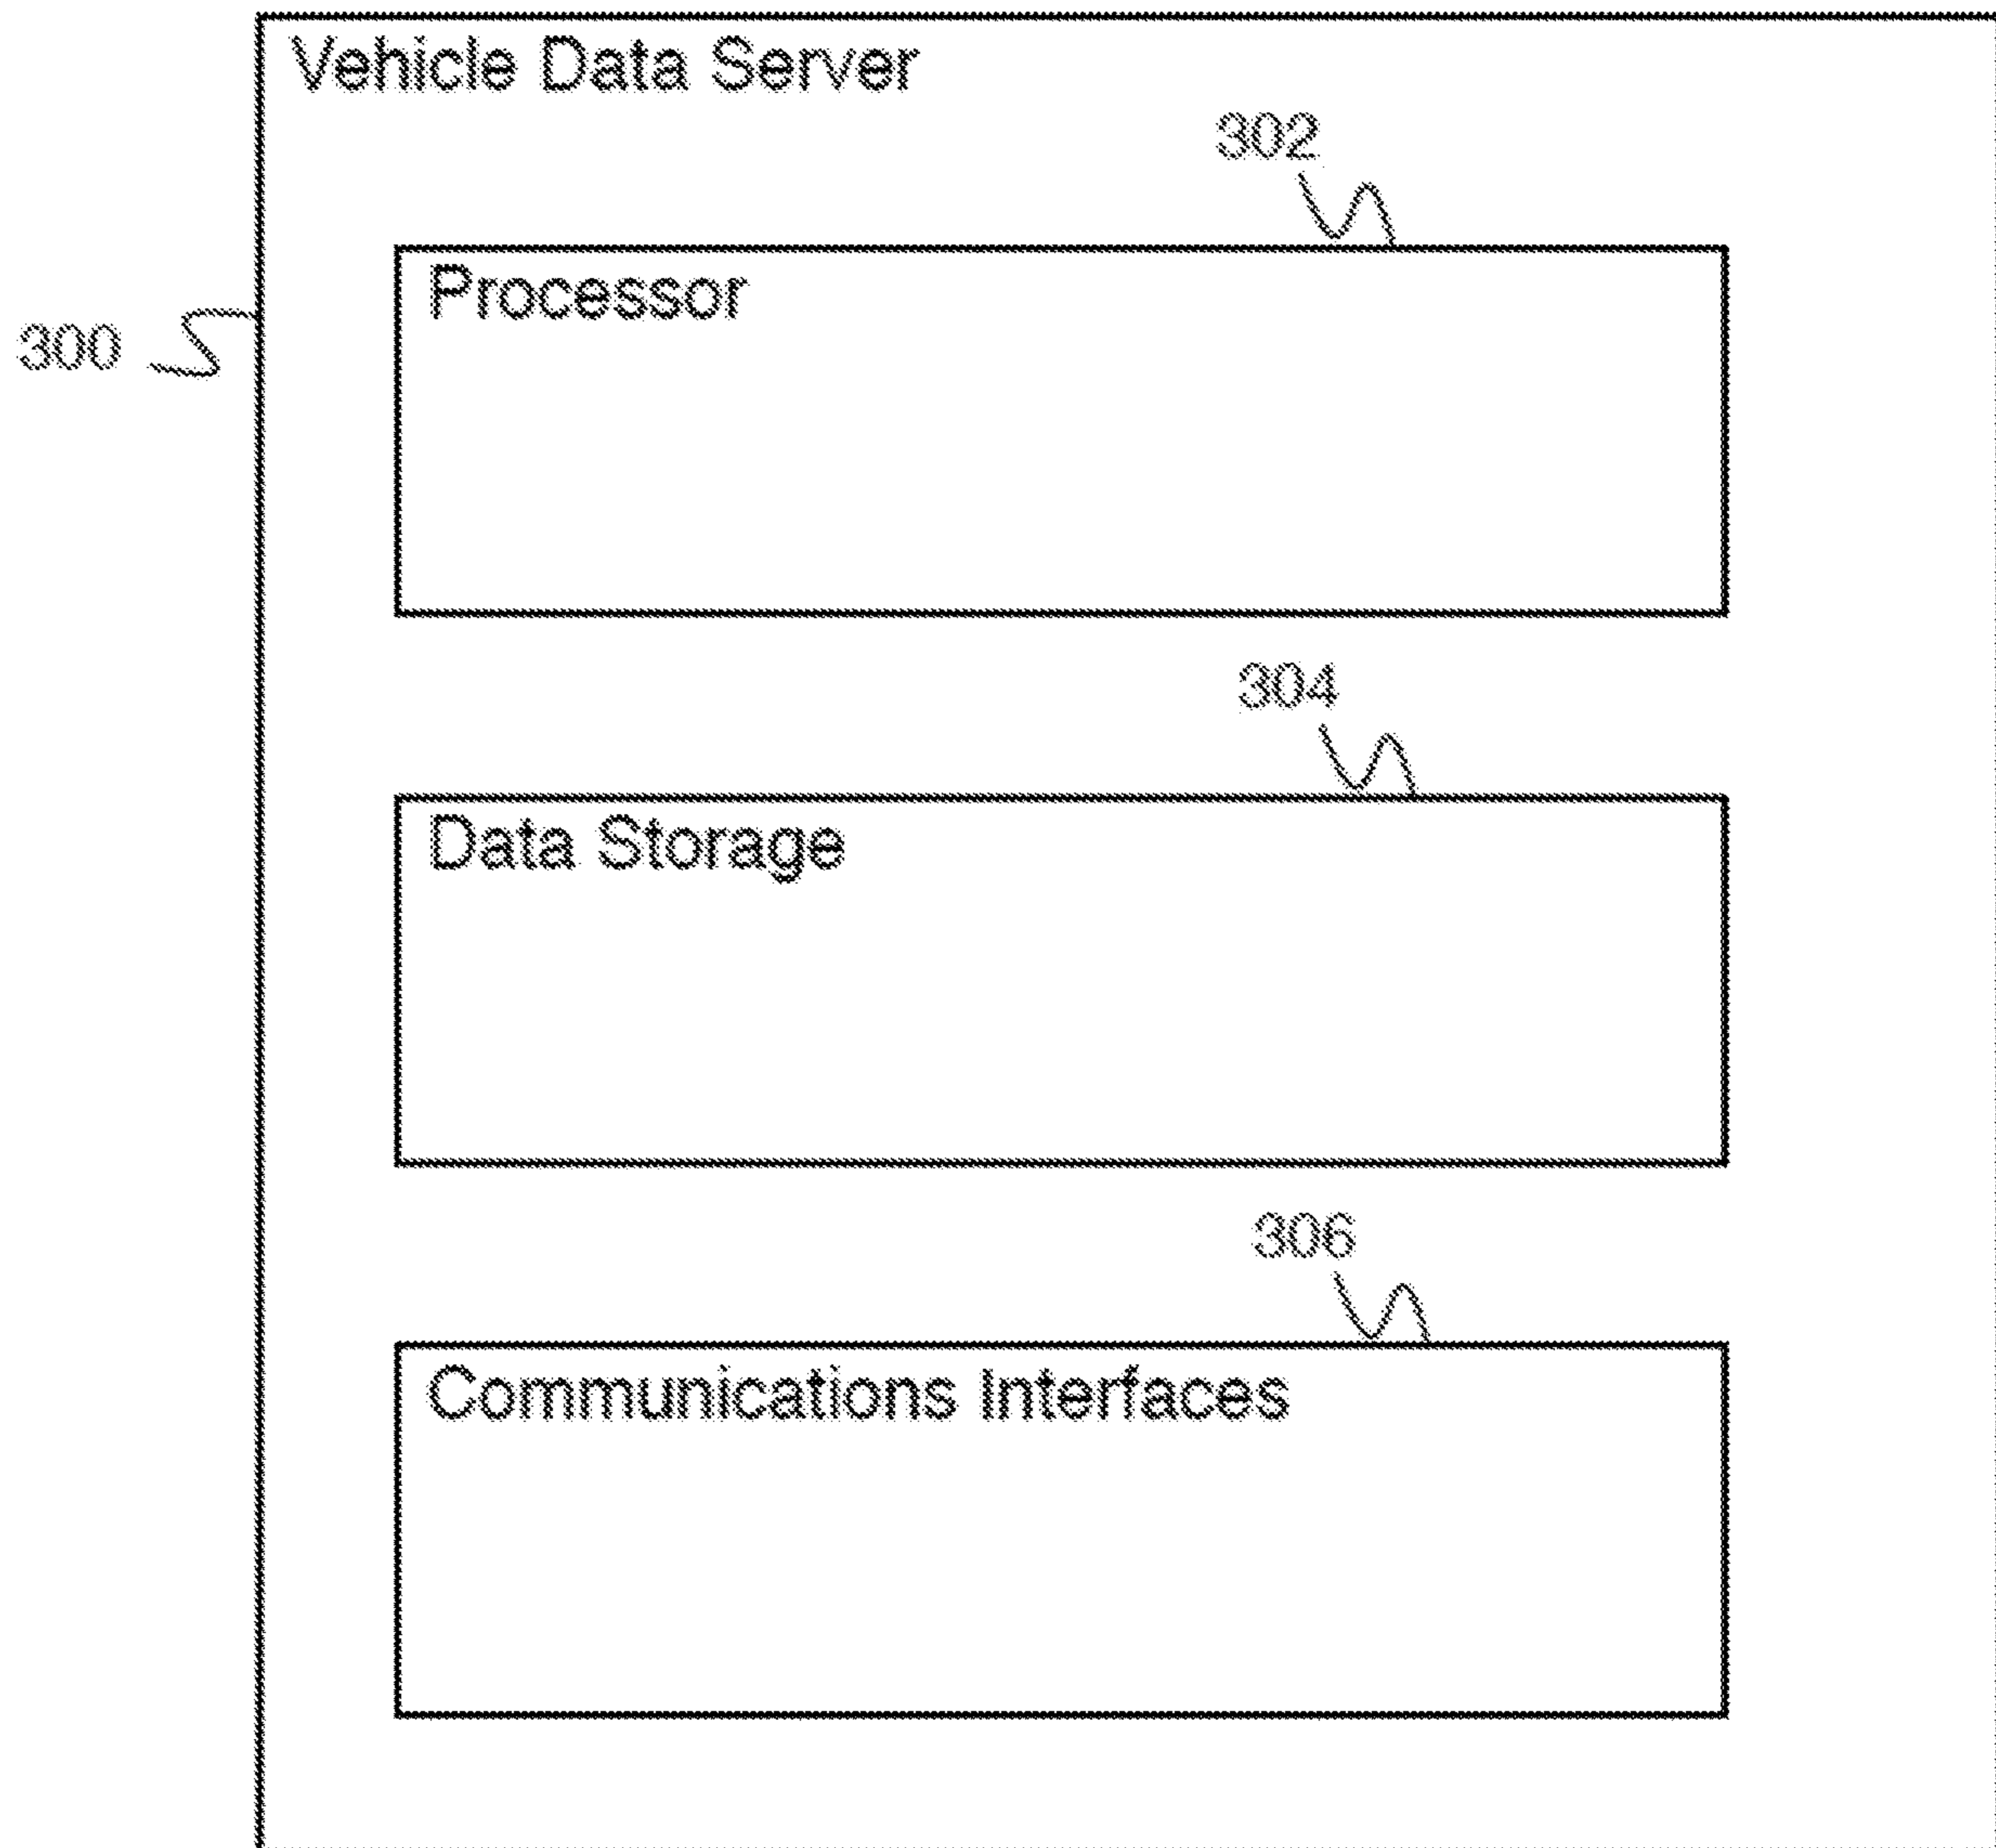 Vehicle Data Server
302
Processor
300
304
Data Storage
306
Communications Interfaces